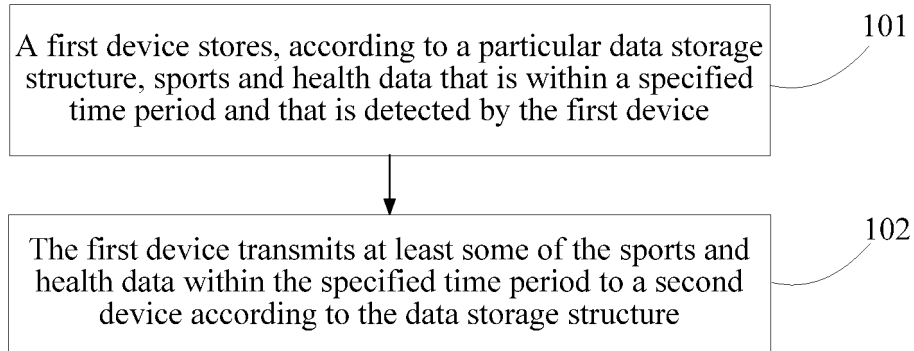 A first device stores, according to a particular data storage
structure, sports and health data that is within a specified
time period and that is detected by the first device
101
The first device transmits at least some of the sports and
health data within the specified time period to a second
device according to the data storage structure
102